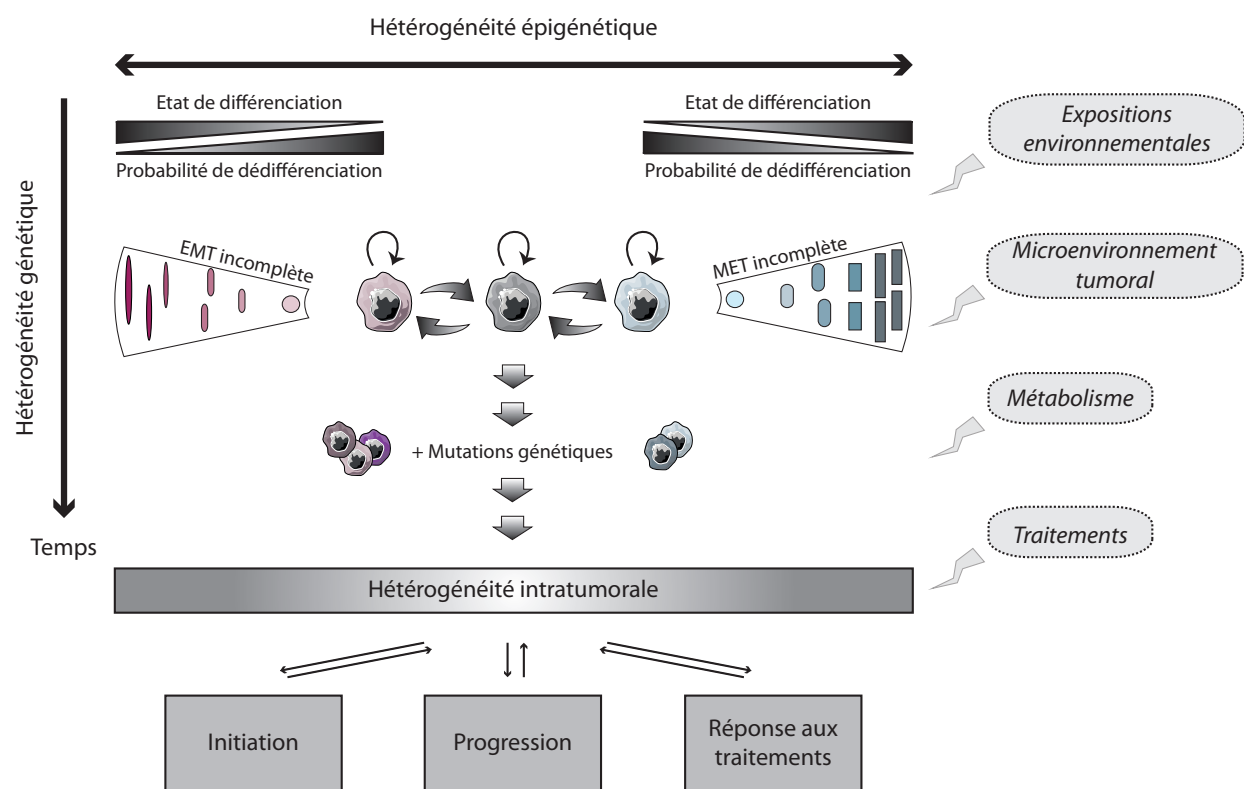 Hétérogénéité épigénétique
Hétérogénéité génétique
Temps
Etat de différenciation
Probabilité de dédifférenciation
Etat de différenciation
Probabilité de dédifférenciation
Expositions
environnementales
EMT incomplète
MET incomplète
Microenvironnement
tumoral
Métabolisme
+ Mutations génétiques
Traitements
Hétérogénéité intratumorale
Initiation
Progression
Réponse aux
traitements